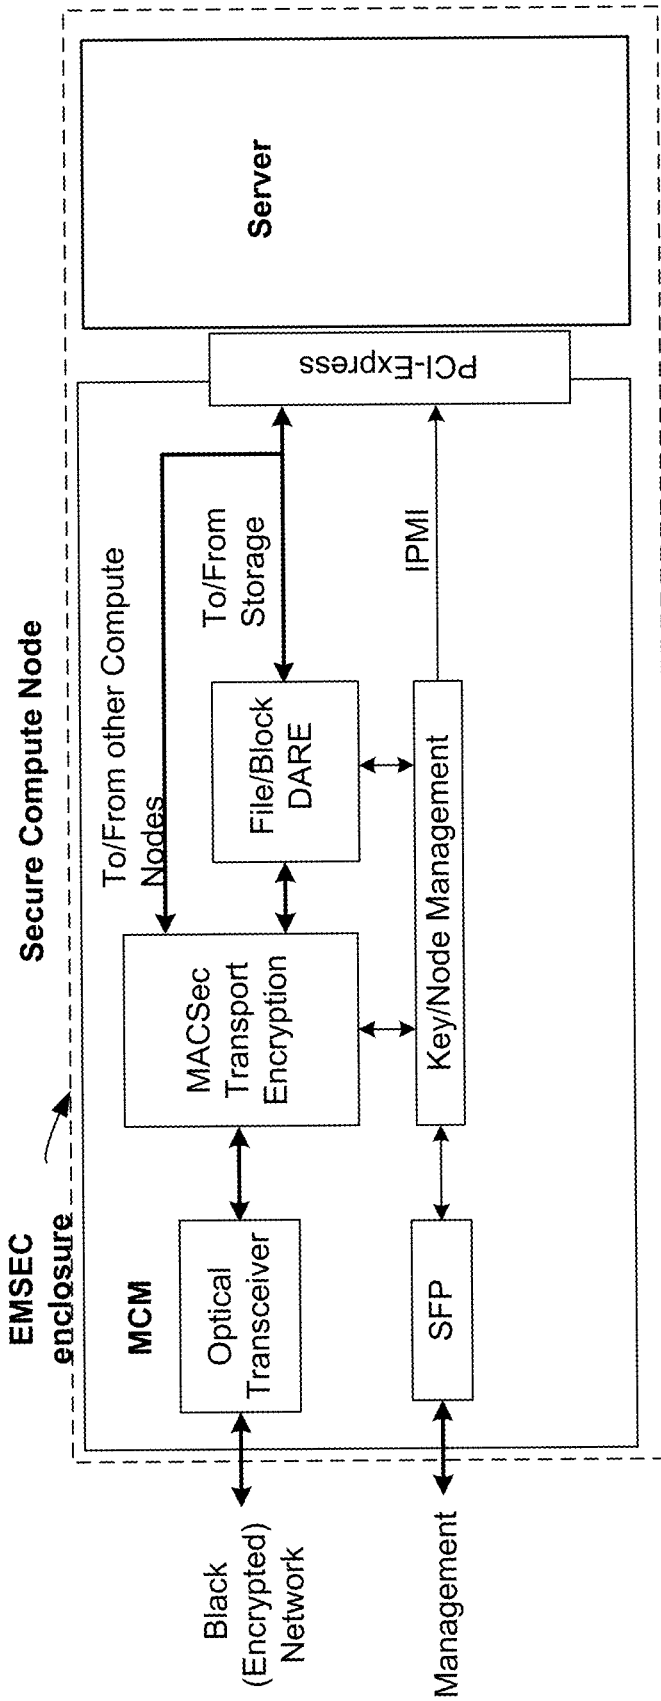 Secure Compute Node
EMSEC
enclosure
MCM
To/From other Compute
Nodes
Black
(Encrypted)
Network
Optical
Transceiver
MACSec
Transport
Encryption
File/Block
DARE
To/From
Storage
PCI-Express
Server
Management
SFP
Key/Node Management
IPMI